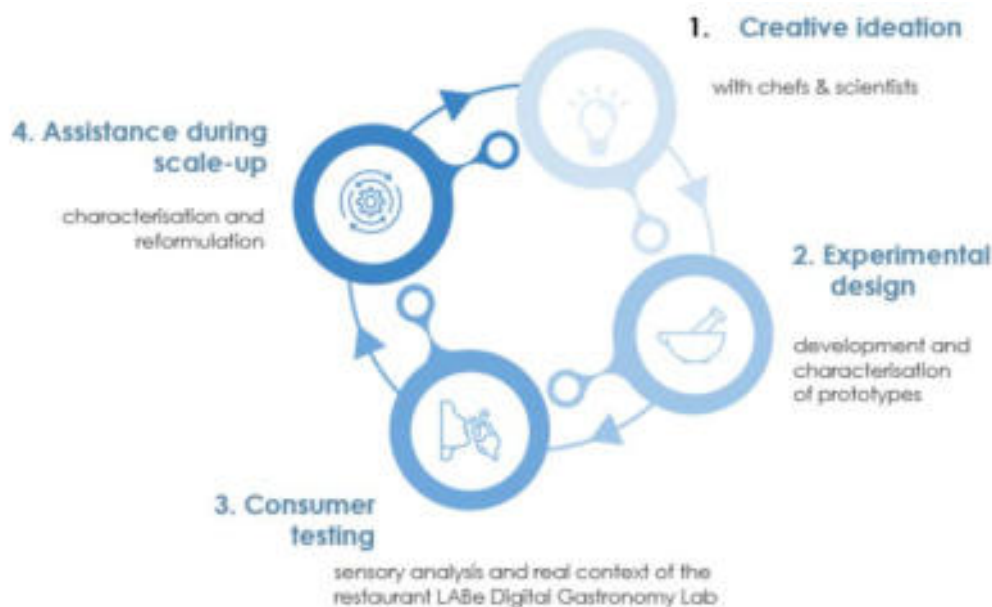 1. Creative ideation
with chefs & scientists
2. Experimental
design
development and
characterisation
of prototypes
3. Consumer
testing
sensory analysis and real context of the
restaurant LABe Digital Gastronomy Lab
4. Assistance during
scale-up
characterisation and
reformulation